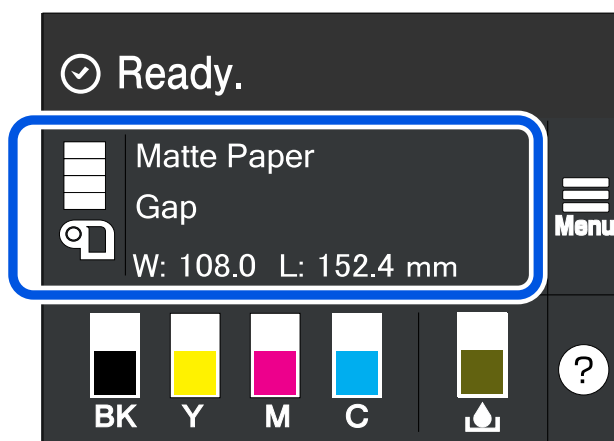 Ready.
Matte Paper
Gap
W: 108.0 L: 152.4 mm
Menu
BK Y M C
?